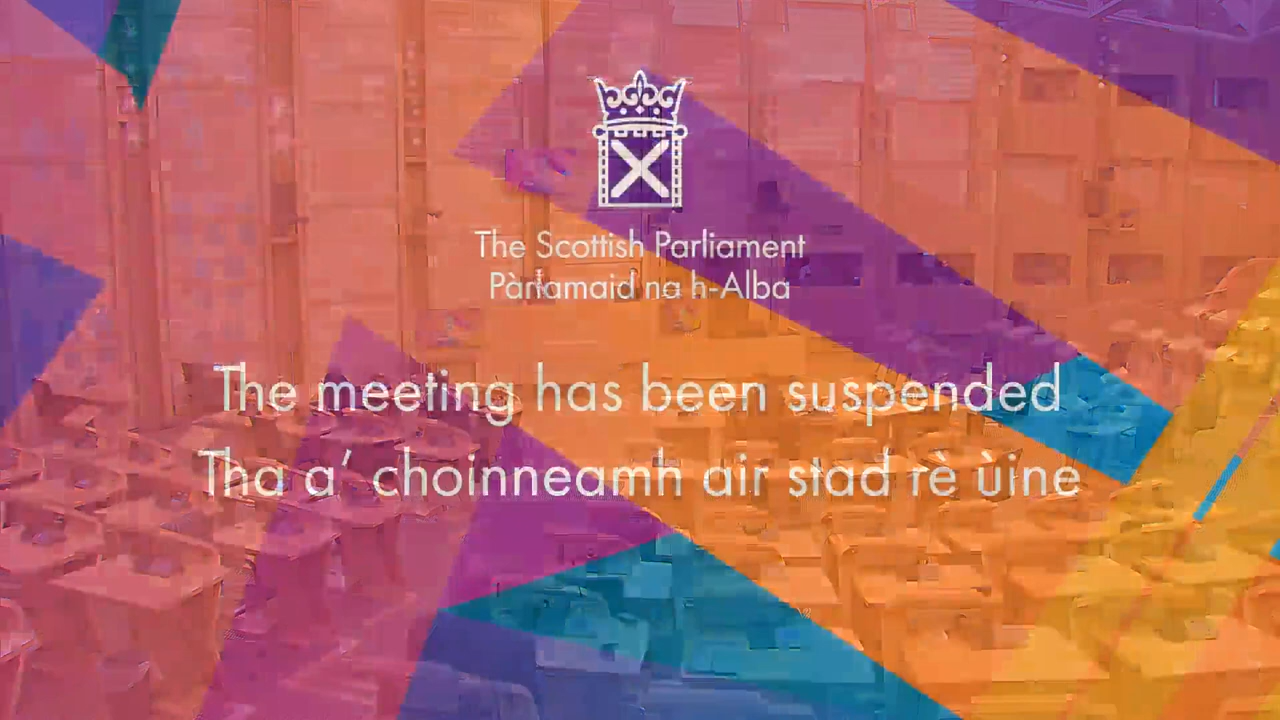 The Scottish Parliament
Pàrlamaid na h-Alba
The meeting has been suspended
Tha a’ choinneamh air stad rè ùine